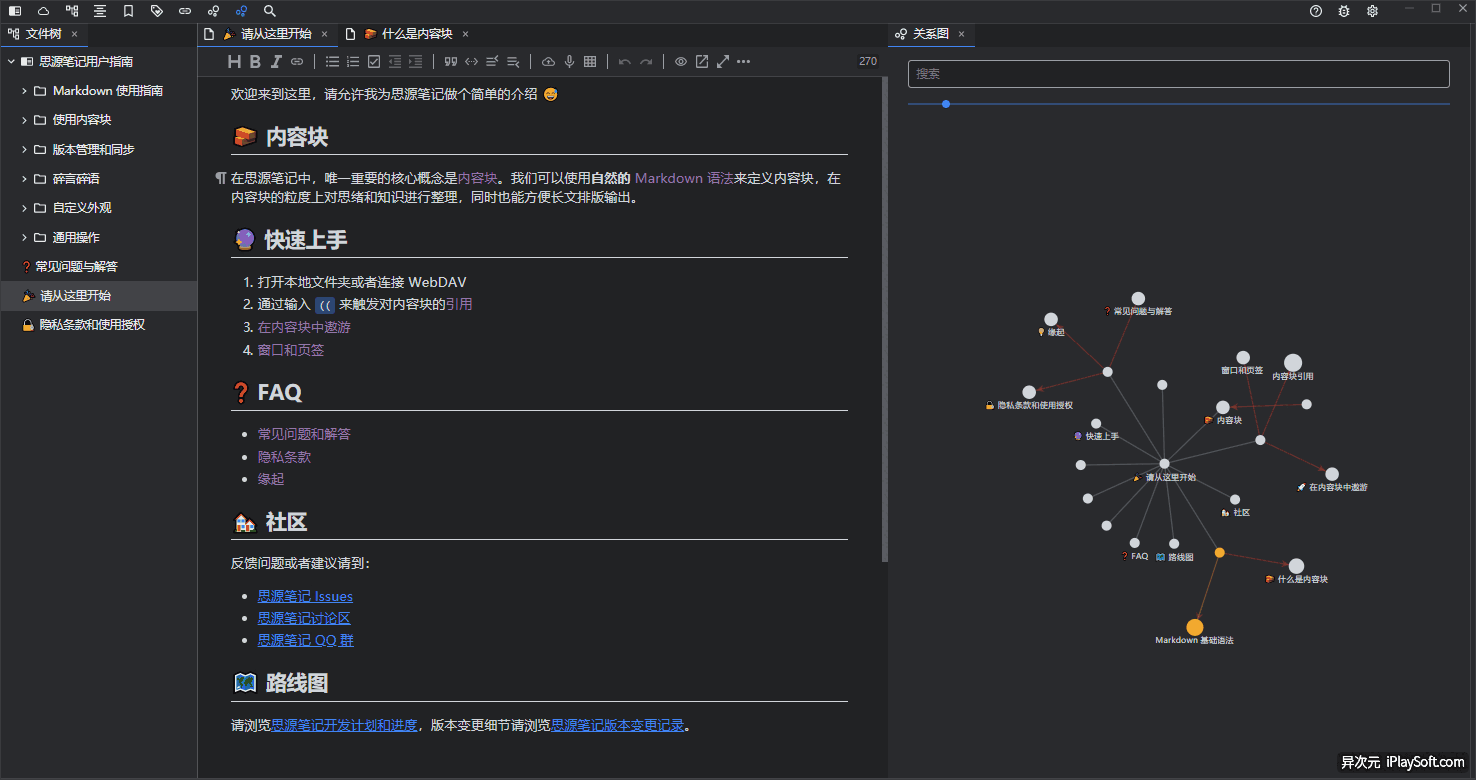 文件树
请从这里开始
什么是内容块
关系图
思源笔记用户指南
Markdown 使用指南
使用内容块
版本管理和同步
碎言碎语
自定义外观
通用操作
常见问题与解答
请从这里开始
隐私条款和使用授权
270
欢迎来到这里，请允许我为思源笔记做个简单的介绍 😅
内容块
在思源笔记中，唯一重要的核心概念是内容块。我们可以使用自然的 Markdown 语法来定义内容块，在
内容块的粒度上对思绪和知识进行整理，同时也能方便长文排版输出。
快速上手
1. 打开本地文件夹或者连接 WebDAV
2. 通过输入 (( 来触发对内容块的引用
3. 在内容块中遨游
4. 窗口和页签
FAQ
常见问题和解答
隐私条款
缘起
社区
反馈问题或者建议请到：
思源笔记 Issues
思源笔记讨论区
思源笔记 QQ 群
路线图
请浏览思源笔记开发计划和进度，版本变更细节请浏览思源笔记版本变更记录。
搜索
常见问题与解答
缘起
窗口和页签
内容块引用
隐私条款和使用授权
内容块
快速上手
请从这里开始
在内容块中遨游
社区
FAQ
路线图
什么是内容块
Markdown 基础语法
异次元 iPlaySoft.com